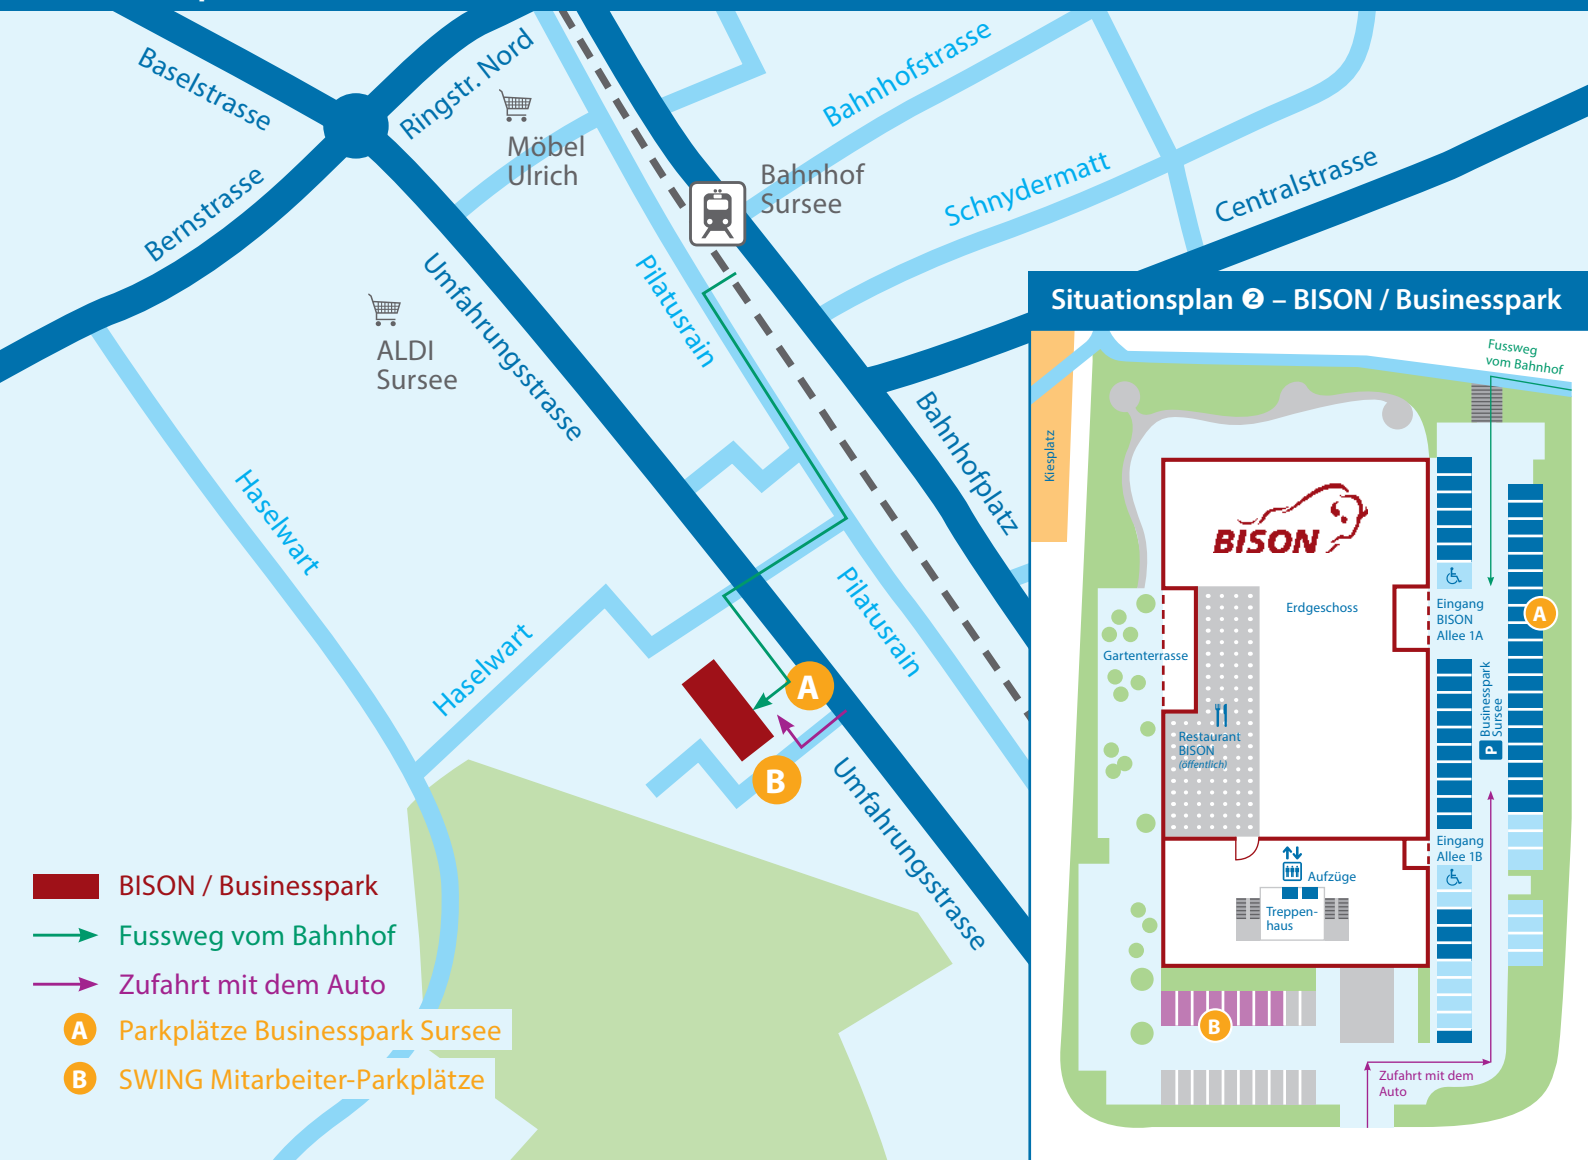 Baselstrasse
Ringstr. Nord
Bernstrasse
Möbel
Ulrich
Bahnhof
Sursee
Bahnhofstrasse
Schnydermatt
Centralstrasse
Pilatusrain
Umfahrungsstrasse
ALDI
Sursee
Bahnhofplatz
Haselwart
Pilatusrain
Haselwart
A
B
Umfahrungsstrasse
BISON / Businesspark
Fussweg vom Bahnhof
Zufahrt mit dem Auto
A Parkplätze Businesspark Sursee
B SWING Mitarbeiter-Parkplätze
Situationsplan ❷ – BISON / Businesspark
Fussweg
vom Bahnhof
Kiesplatz
BISON
Erdgeschoss
Eingang
BISON
Allee 1A
A
Gartenterrasse
Businesspark
Sursee
P
Restaurant
BISON
(öffentlich)
Eingang
Allee 1B
Aufzüge
Treppen-
haus
B
Zufahrt mit dem
Auto